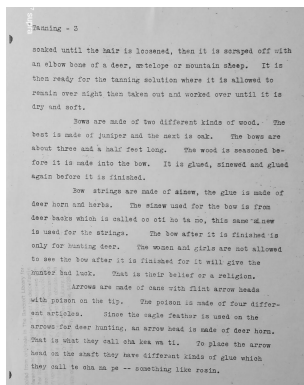 Tanning - 3
soaked until the hair is loosened, then it is scraped off with
an elbow bone of a deer, antelope or mountain sheep. It is
then ready for the tanning solution where it is allowed to
remain over night then taken out and worked over until it is
dry and soft.
Bows are made of two different kinds of wood. The
best is made of juniper and the next is oak. The bows are
about three and a half feet long. The wood is seasoned be-
fore it is made into the bow. It is glued, sinewed and glued
again before it is finished.
Bow strings are made of sinew, the glue is made of
deer horn and herbs. The sinew used for the bow is from
deer backs which is called oo cti ho ta mo, this same sinew
is used for the strings. The bow after it is finished is
only for hunting deer. The women and girls are not allowed
to see the bow after it is finished for it will give the
hunter bad luck. That is their belief or a religion.
Arrows are made of cane with flint arrow heads
with poison on the tip. The poison is made of four differ-
ent articles. Since the eagle feather is used on the
arrows for deer hunting, an arrow head is made of deer horn.
That is what they call cha kea wa ti. To place the arrow
head on the shaft they have different kinds of glue which
they call te cha na pe -- something like rosin.